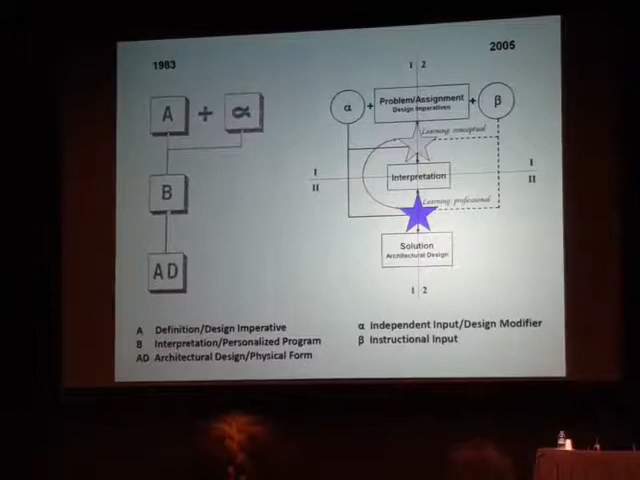 1983
2005
A + α
B
AD
1 2
α + Problem/Assignment + β
Design Imperatives
Learning: conceptual
I I
Interpretation
II II
Learning: professional
Solution
Architectural Design
1 2
A Definition/Design Imperative
B Interpretation/Personalized Program
AD Architectural Design/Physical Form
α Independent Input/Design Modifier
β Instructional Input